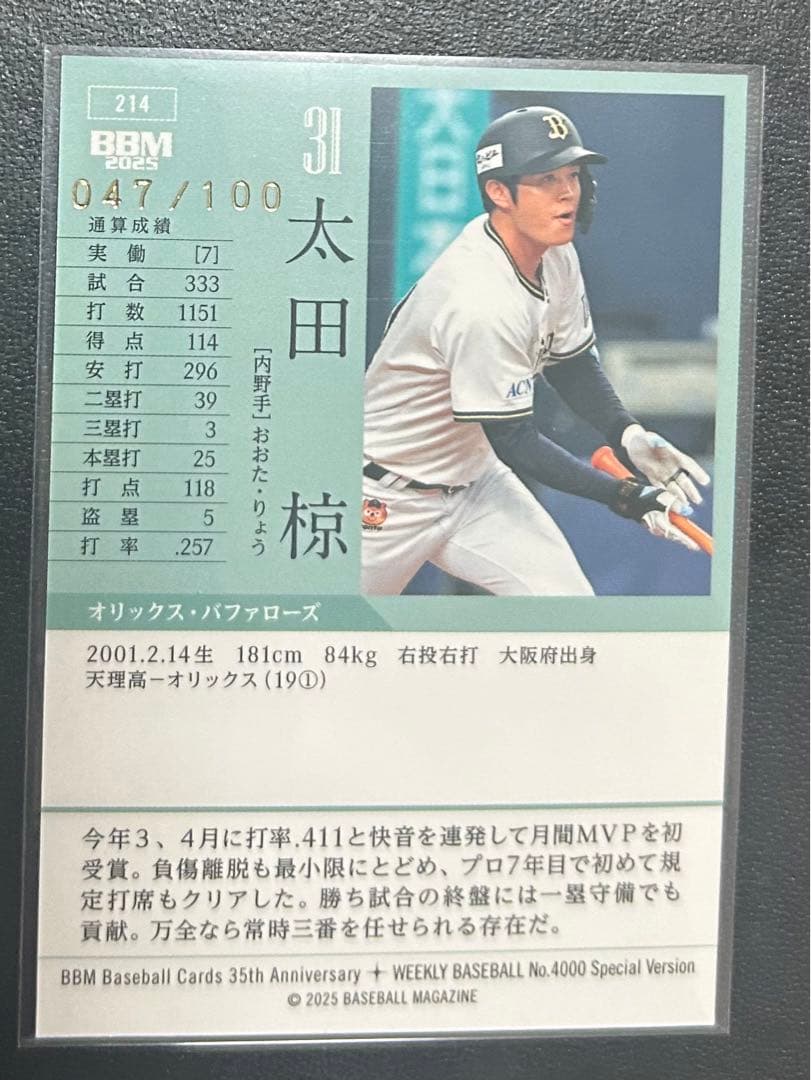 214
BBM
2025
047/100
通算成績
実働 [7]
試合 333
打数 1151
得点 114
安打 296
二塁打 39
三塁打 3
本塁打 25
打点 118
盗塁 5
打率 .257
31
太田 椋
[内野手]おおた・りょう
B
ACN
オリックス・バファローズ
2001.2.14生 181cm 84kg 右投右打 大阪府出身
天理高－オリックス(19①)
今年3、4月に打率.411と快音を連発して月間MVPを初
受賞。負傷離脱も最小限にとどめ、プロ7年目で初めて規
定打席もクリアした。勝ち試合の終盤には一塁守備でも
貢献。万全なら常時三番を任せられる存在だ。
BBM Baseball Cards 35th Anniversary ✦ WEEKLY BASEBALL No.4000 Special Version
© 2025 BASEBALL MAGAZINE